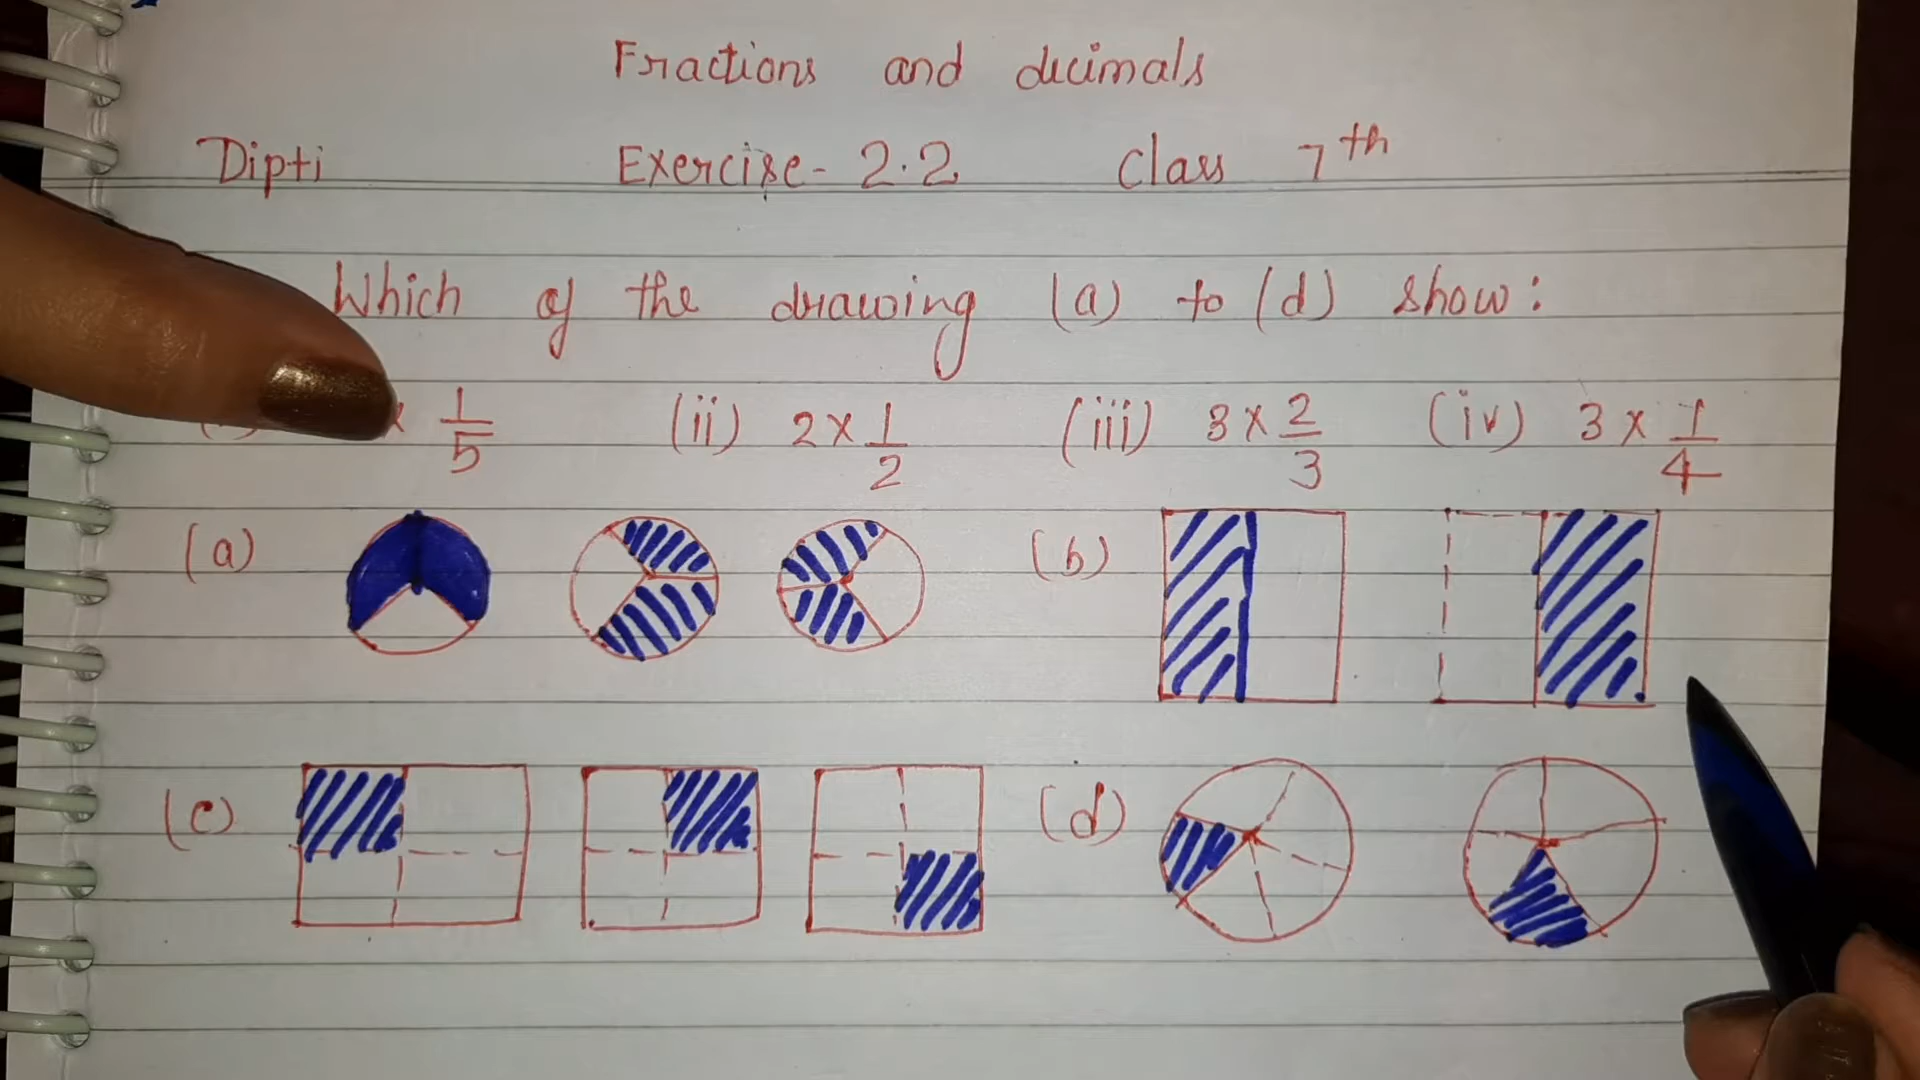 Fractions and decimals
Dipti Exercise- 2.2 Class 7th
Which of the drawing (a) to (d) show:
x 1/5 (ii) 2 x 1/2 (iii) 3 x 2/3 (iv) 3 x 1/4
(a) (b)
(c) (d)